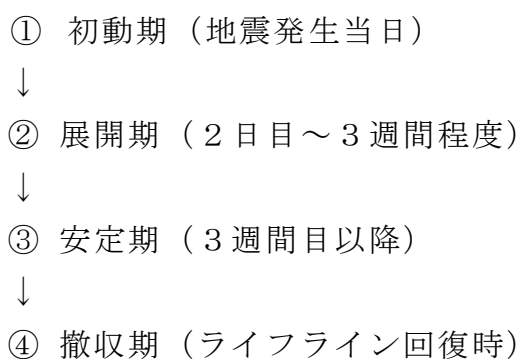 ① 初動期（地震発生当日）
↓
② 展開期（２日目～３週間程度）
↓
③ 安定期（３週間目以降）
↓
④ 撤収期（ライフライン回復時）